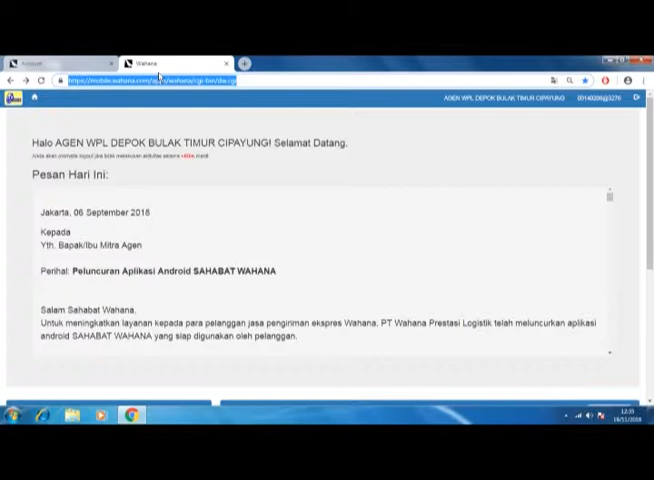 Account
Wahana
AGEN WPL DEPOK BULAK TIMUR CIPAYUNG
Halo AGEN WPL DEPOK BULAK TIMUR CIPAYUNG! Selamat Datang.
Pesan Hari Ini:
Jakarta, 06 September 2018
Kepada
Yth. Bapak/Ibu Mitra Agen
Perihal: Peluncuran Aplikasi Android SAHABAT WAHANA
Salam Sahabat Wahana,
Untuk meningkatkan layanan kepada para pelanggan jasa pengiriman ekspres Wahana, PT Wahana Prestasi Logistik telah meluncurkan aplikasi
android SAHABAT WAHANA yang siap digunakan oleh pelanggan.